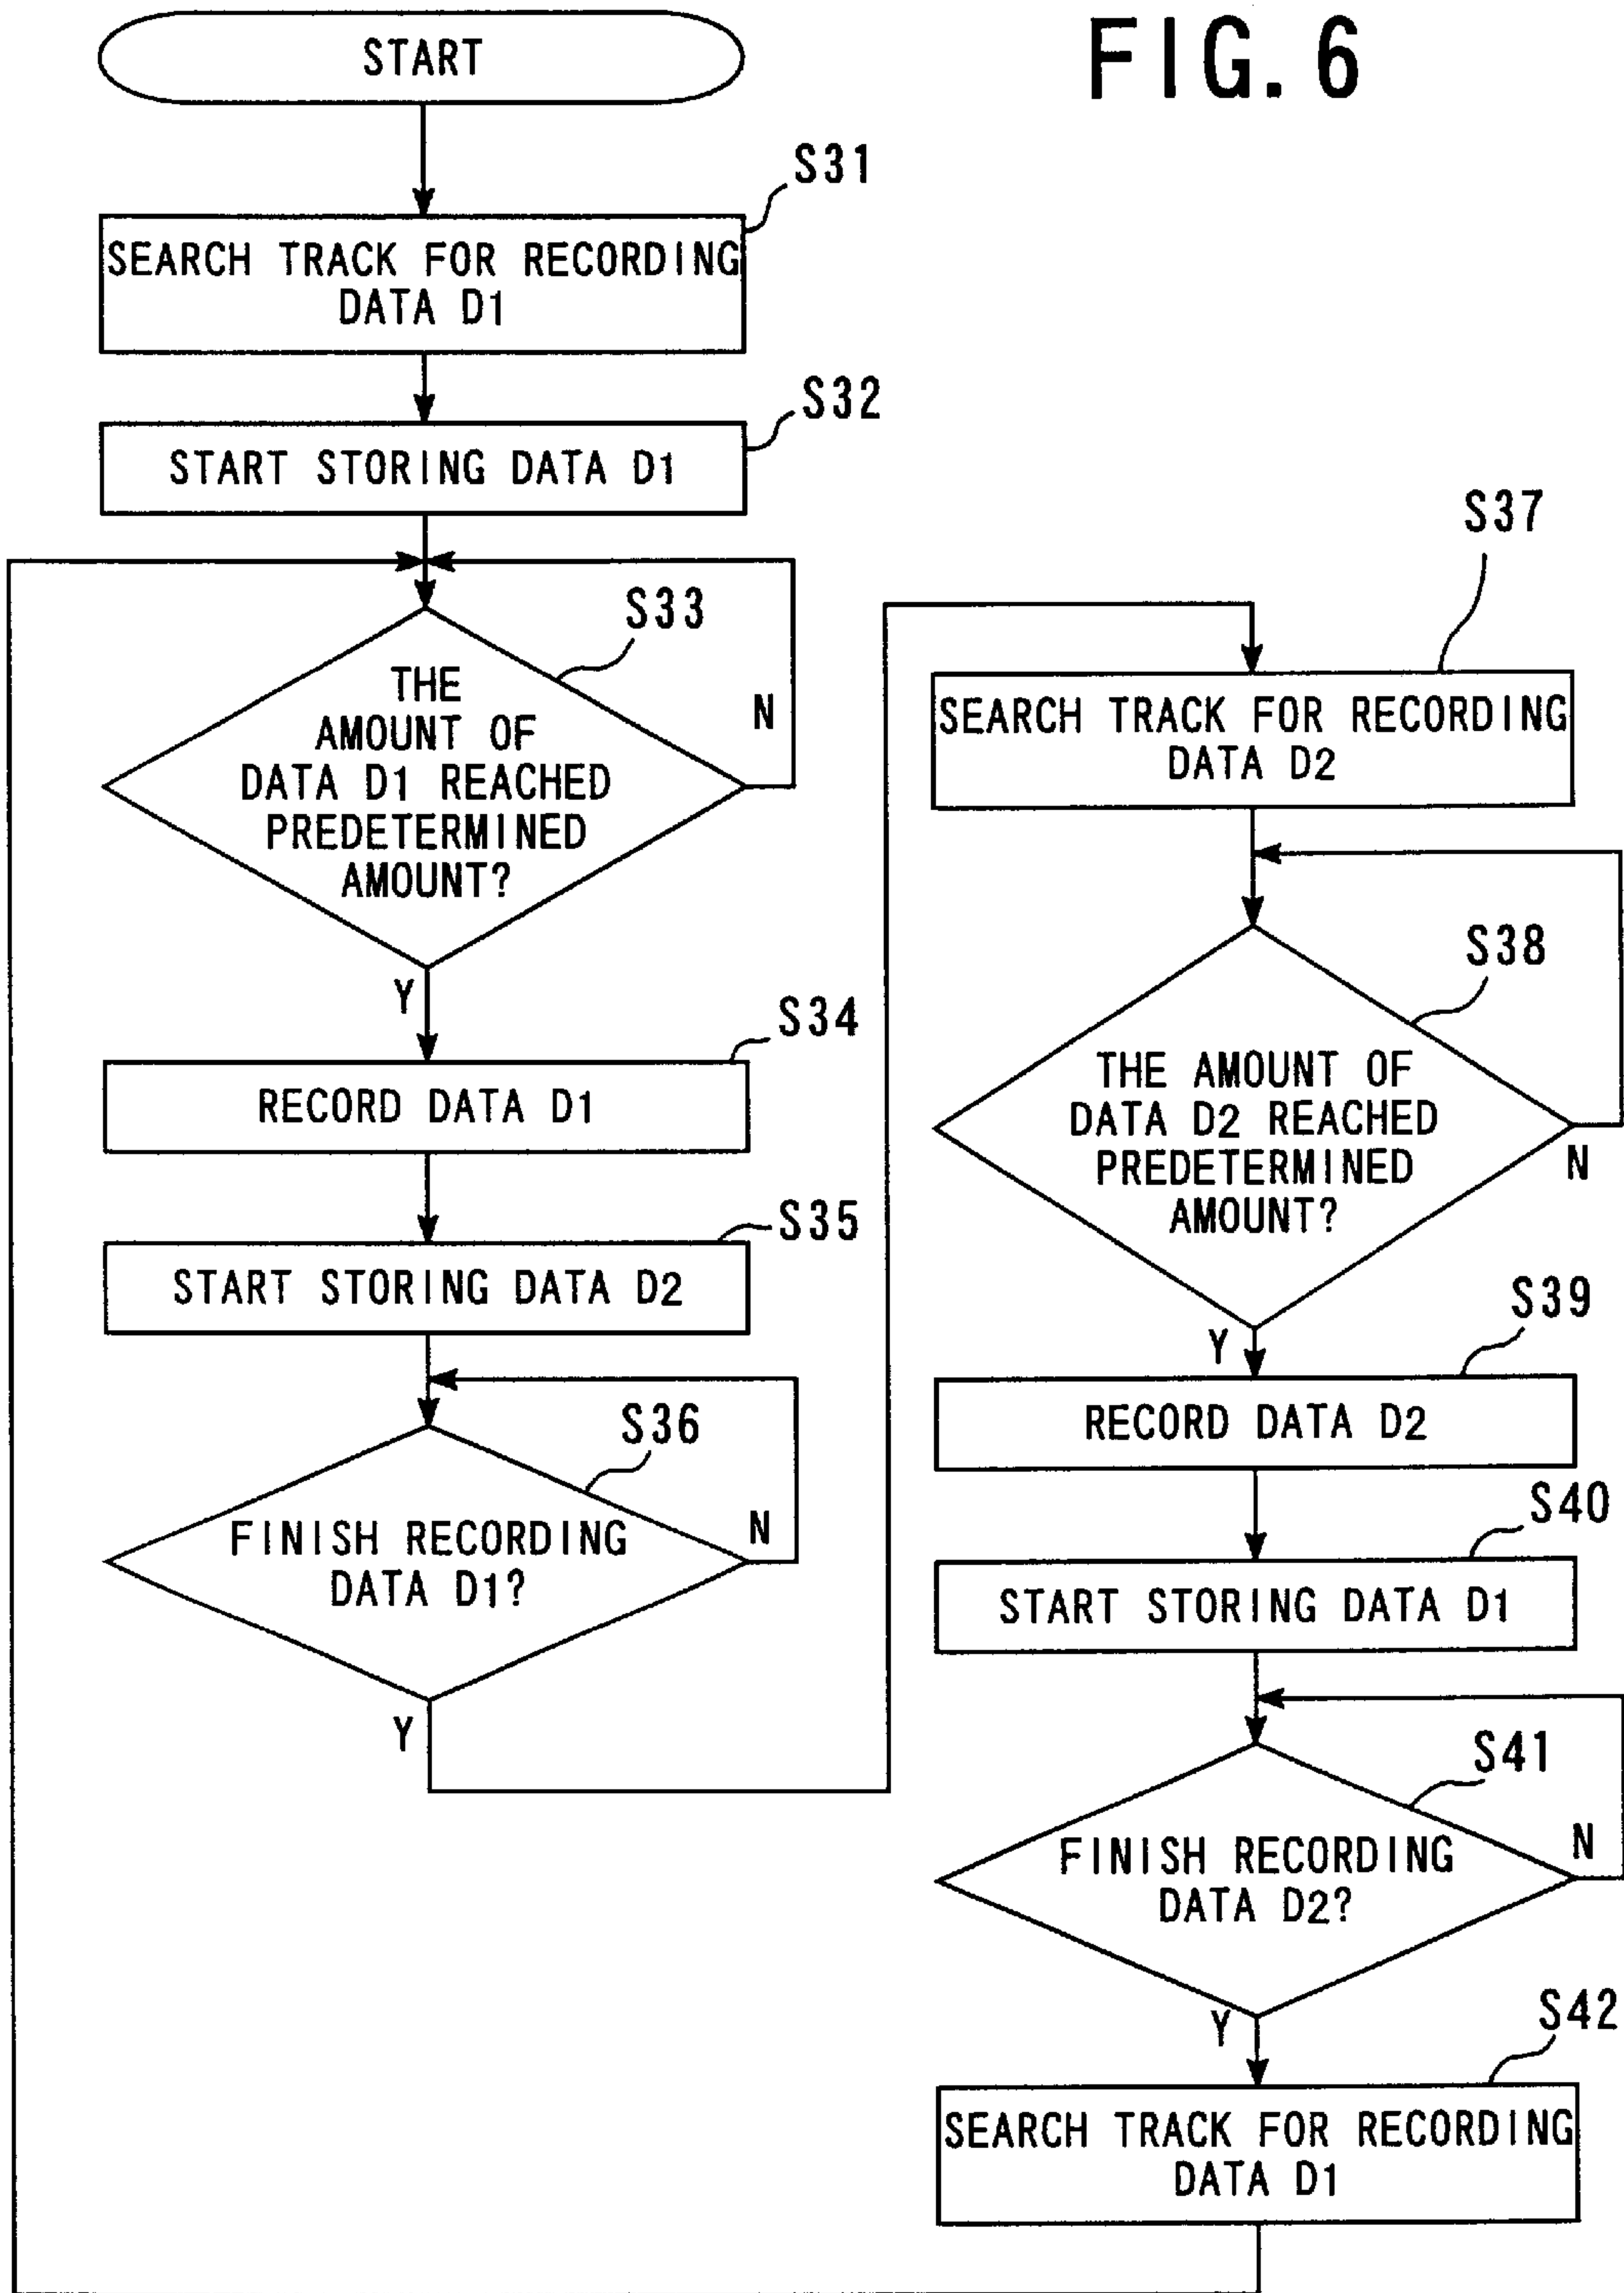 FIG. 6
START
S31
SEARCH TRACK FOR RECORDING
DATA D1
S32
START STORING DATA D1
S33
THE
AMOUNT OF
DATA D1 REACHED
PREDETERMINED
AMOUNT?
N
Y
S34
RECORD DATA D1
S35
START STORING DATA D2
S36
FINISH RECORDING
DATA D1?
N
Y
S37
SEARCH TRACK FOR RECORDING
DATA D2
S38
THE AMOUNT OF
DATA D2 REACHED
PREDETERMINED
AMOUNT?
N
Y
S39
RECORD DATA D2
S40
START STORING DATA D1
S41
FINISH RECORDING
DATA D2?
N
Y
S42
SEARCH TRACK FOR RECORDING
DATA D1